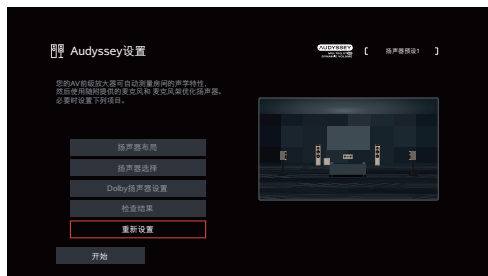 Audyssey设置
AUDYSSEY
MULTEQ XT32
DYNAMIC VOLUME
[ 扬声器预设1 ]
您的AV前级放大器可自动测量房间的声学特性,
然后使用随附提供的麦克风和 麦克风架优化扬声器。
必要时设置下列项目。
扬声器布局
扬声器选择
Dolby扬声器设置
检查结果
重新设置
开始